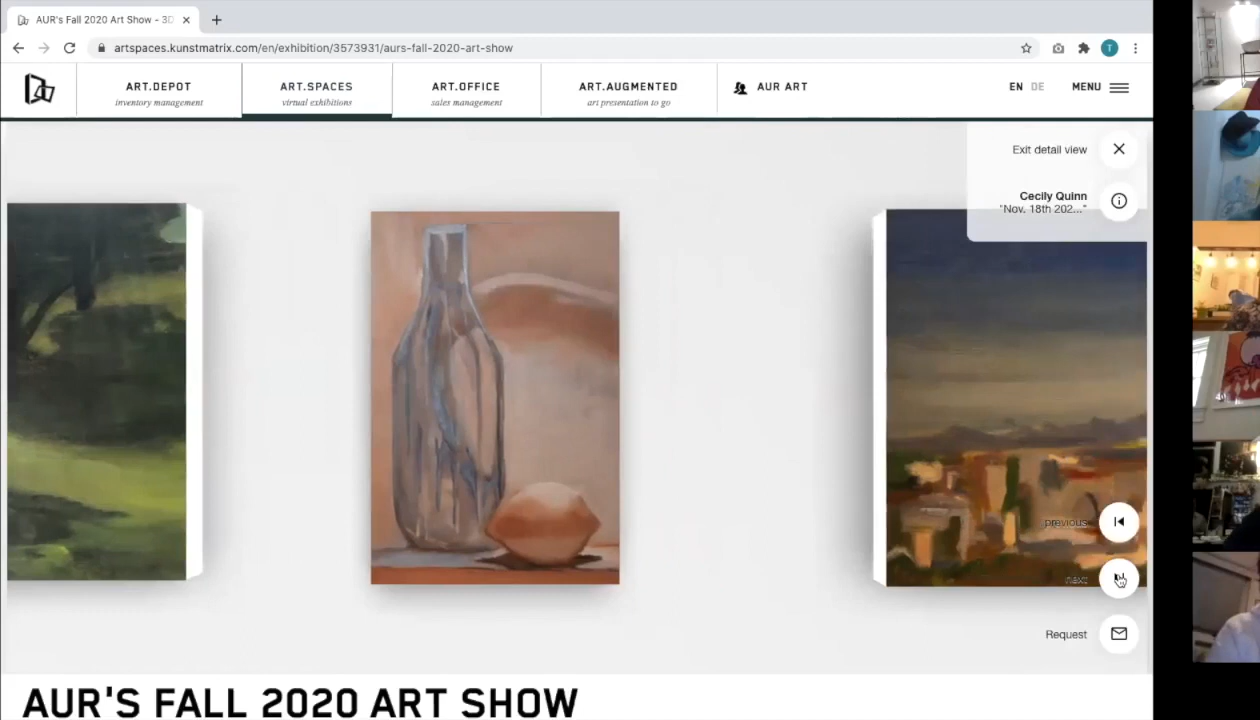 AUR's Fall 2020 Art Show - 3D
artspaces.kunstmatrix.com/en/exhibition/3573931/aurs-fall-2020-art-show
T
ART.DEPOT
inventory management
ART.SPACES
virtual exhibitions
ART.OFFICE
sales management
ART.AUGMENTED
art presentation to go
AUR ART
EN DE
MENU
Exit detail view
Cecily Quinn
"Nov. 18th 202..."
previous
next
Request
AUR'S FALL 2020 ART SHOW